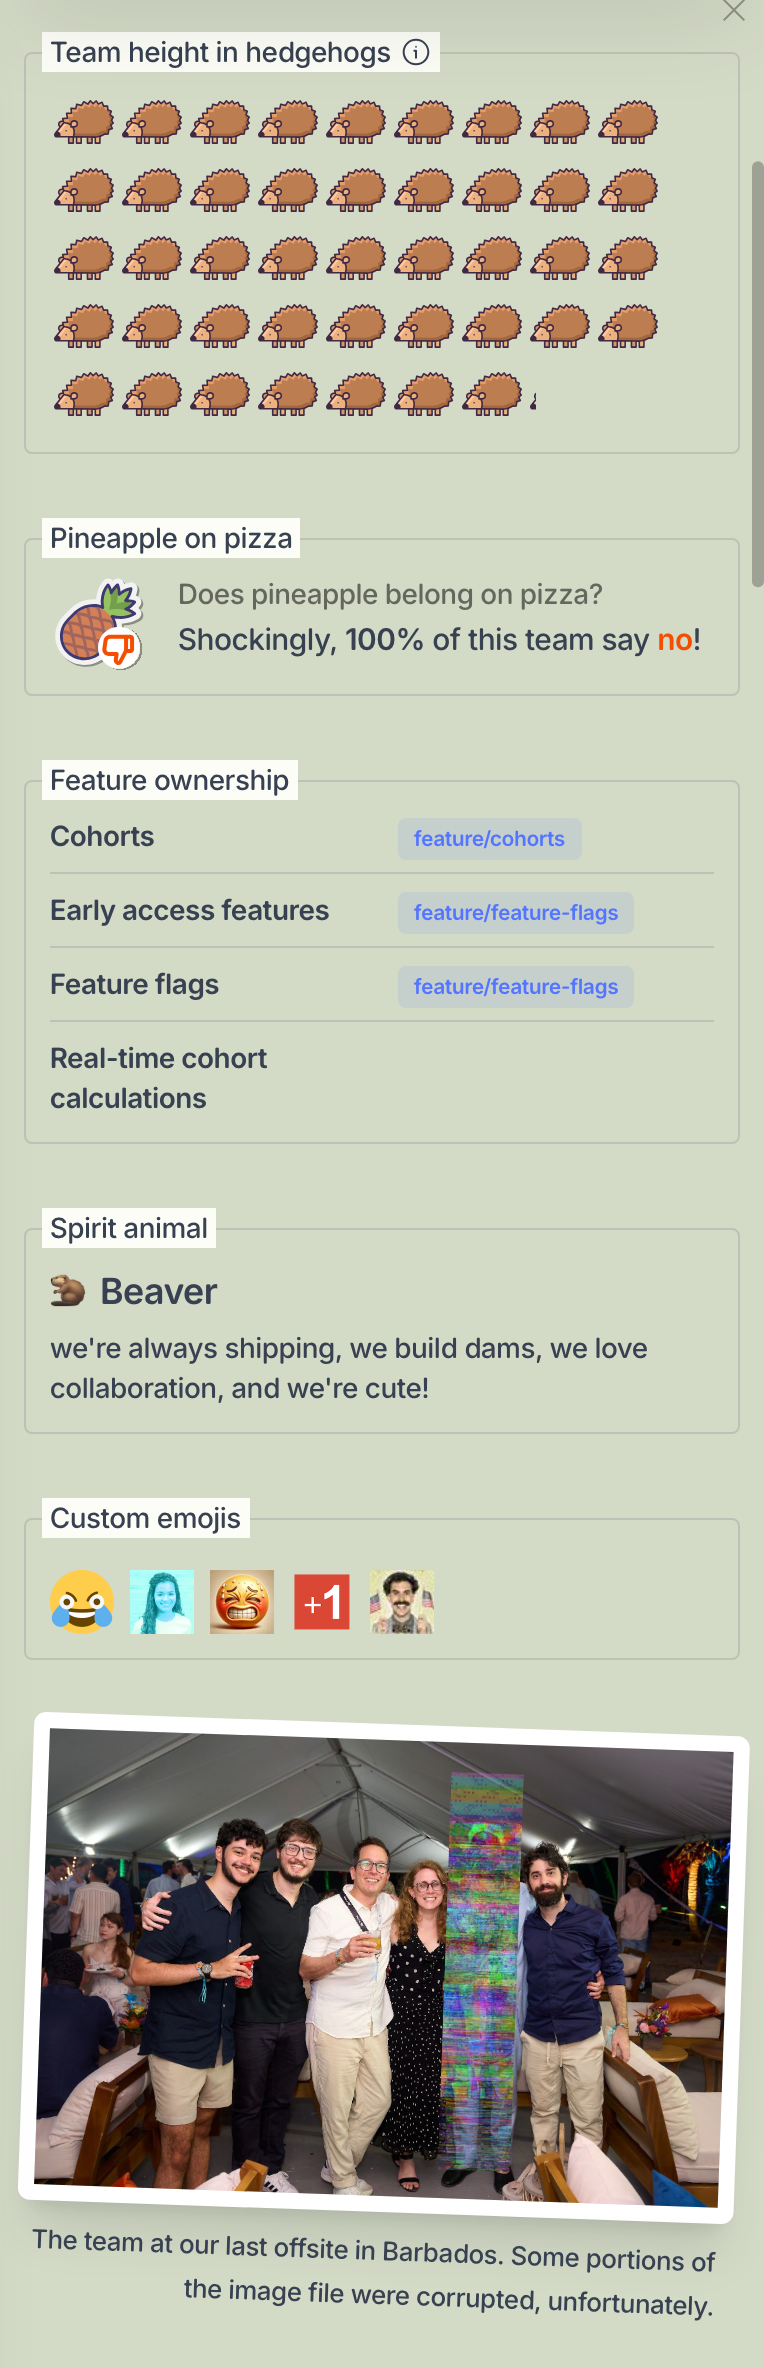 Team height in hedgehogs
Pineapple on pizza
Does pineapple belong on pizza?
Shockingly, 100% of this team say no!
Feature ownership
Cohorts feature/cohorts
Early access features feature/feature-flags
Feature flags feature/feature-flags
Real-time cohort
calculations
Spirit animal
Beaver
we're always shipping, we build dams, we love
collaboration, and we're cute!
Custom emojis
+1
The team at our last offsite in Barbados. Some portions of
the image file were corrupted, unfortunately.